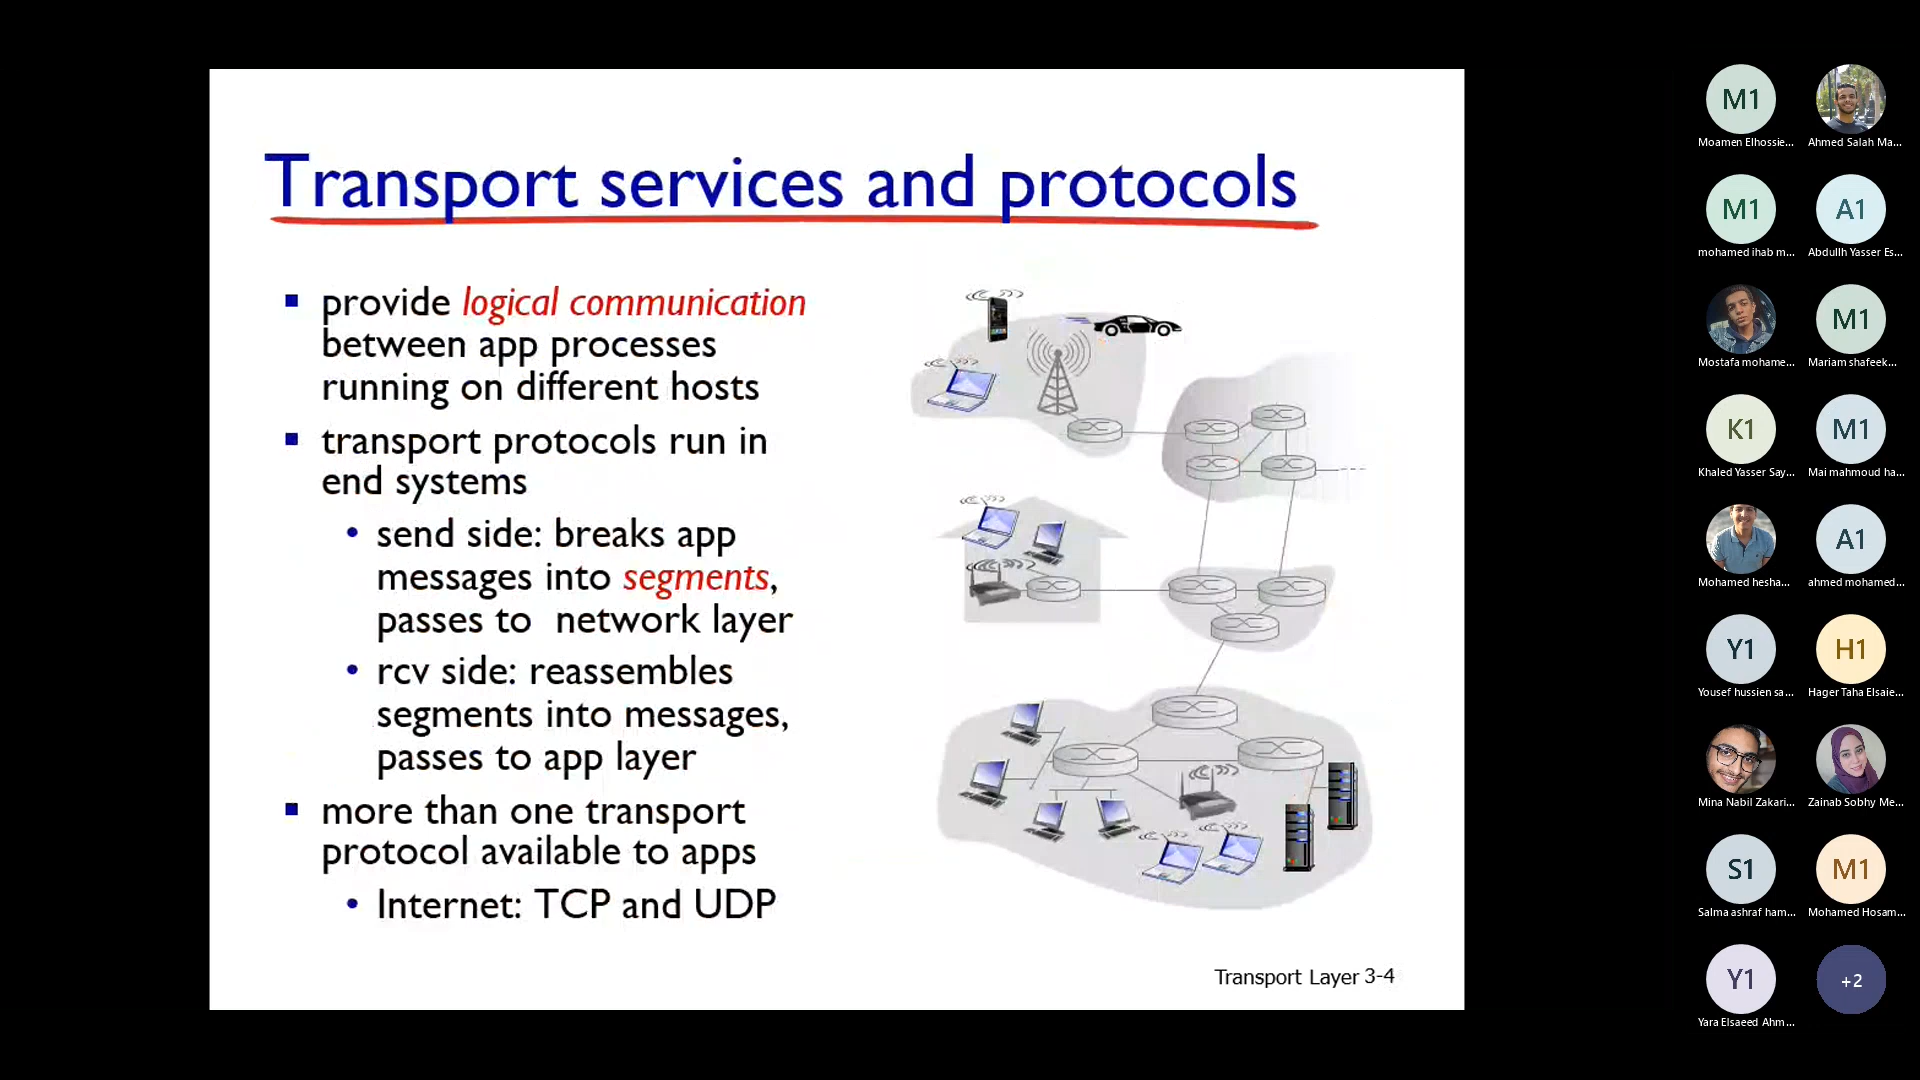 Transport services and protocols
provide logical communication
between app processes
running on different hosts
transport protocols run in
end systems
send side: breaks app
messages into segments,
passes to network layer
rcv side: reassembles
segments into messages,
passes to app layer
more than one transport
protocol available to apps
Internet: TCP and UDP
Transport Layer 3-4
M1
Moamen Elhossie...
Ahmed Salah Ma...
M1
mohamed ihab m...
A1
Abdullh Yasser Es...
Mostafa mohame...
M1
Mariam shafeek...
K1
Khaled Yasser Say...
M1
Mai mahmoud ha...
Mohamed hesha...
A1
ahmed mohamed...
Y1
Yousef hussien sa...
H1
Hager Taha Elsaie...
Mina Nabil Zakari...
Zainab Sobhy Me...
S1
Salma ashraf ham...
M1
Mohamed Hosam...
Y1
Yara Elsaeed Ahm...
+2